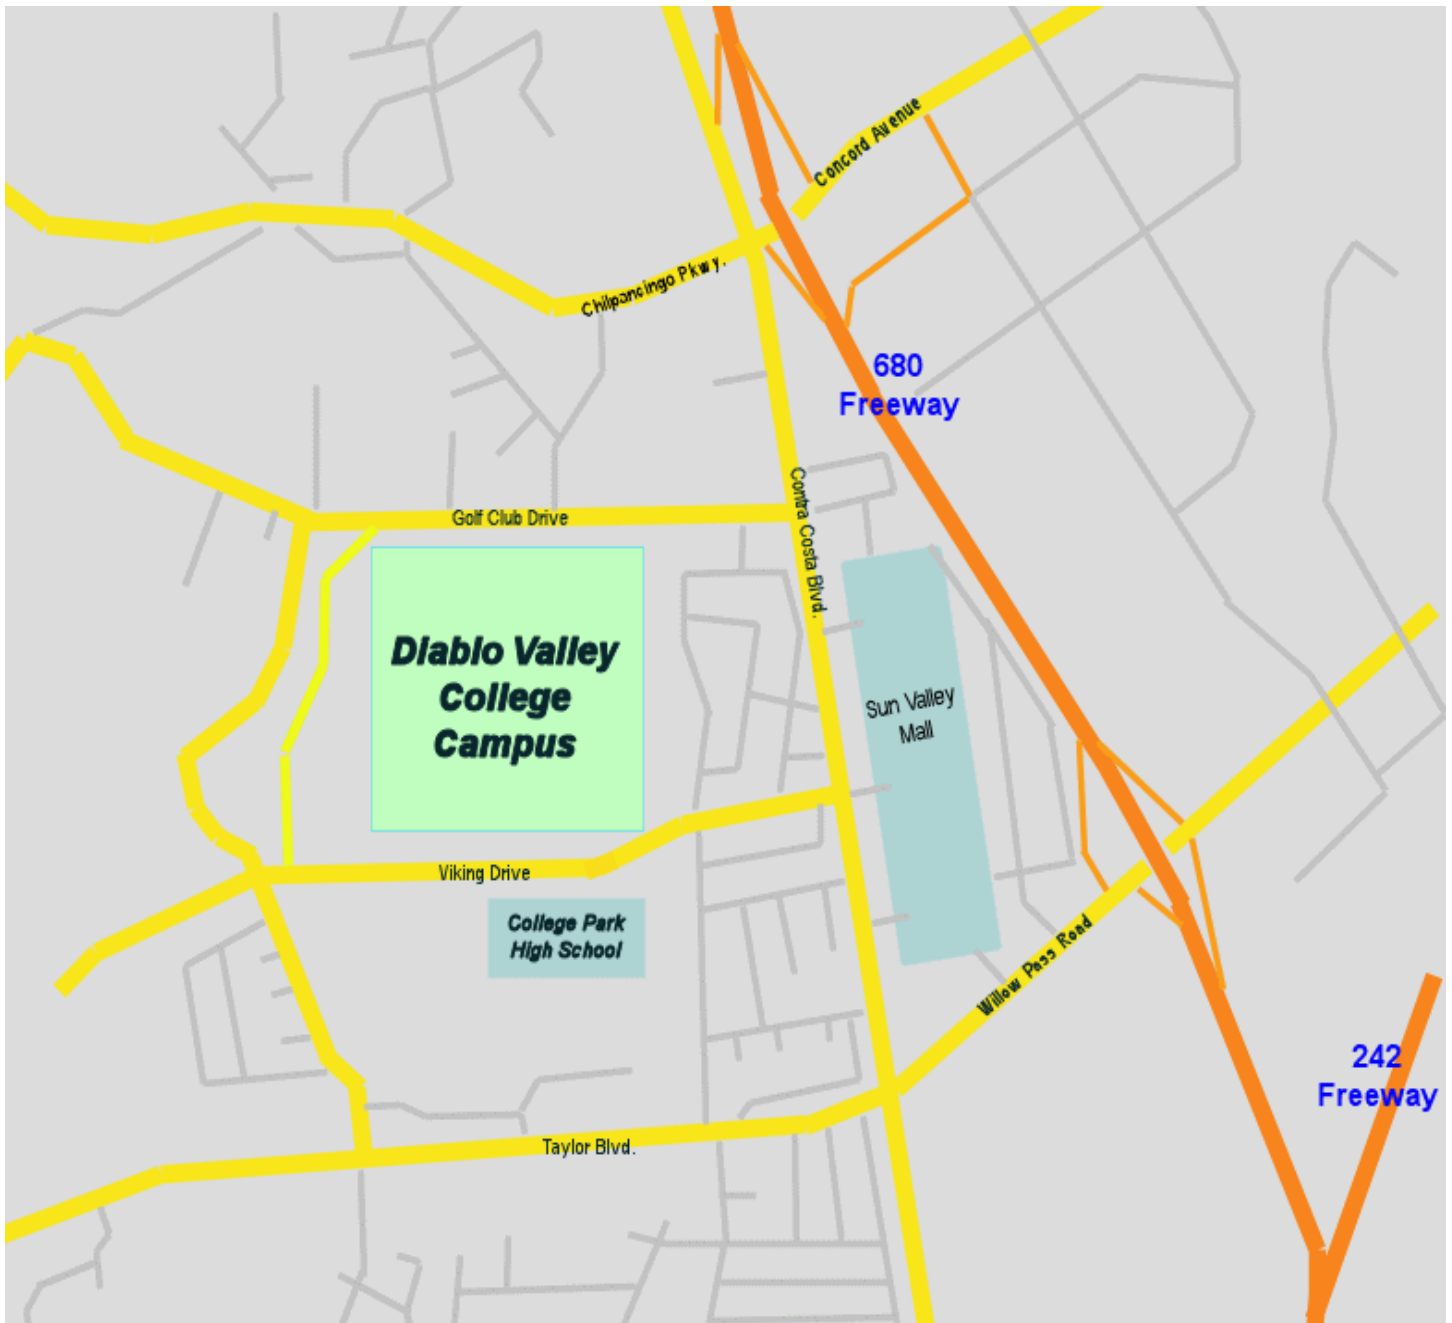 Concord Avenue
Chilpancingo Pkwy.
680
Freeway
Contra Costa Blvd.
Golf Club Drive
Diablo Valley
College
Campus
Sun Valley
Mall
Viking Drive
College Park
High School
Willow Pass Road
242
Freeway
Taylor Blvd.